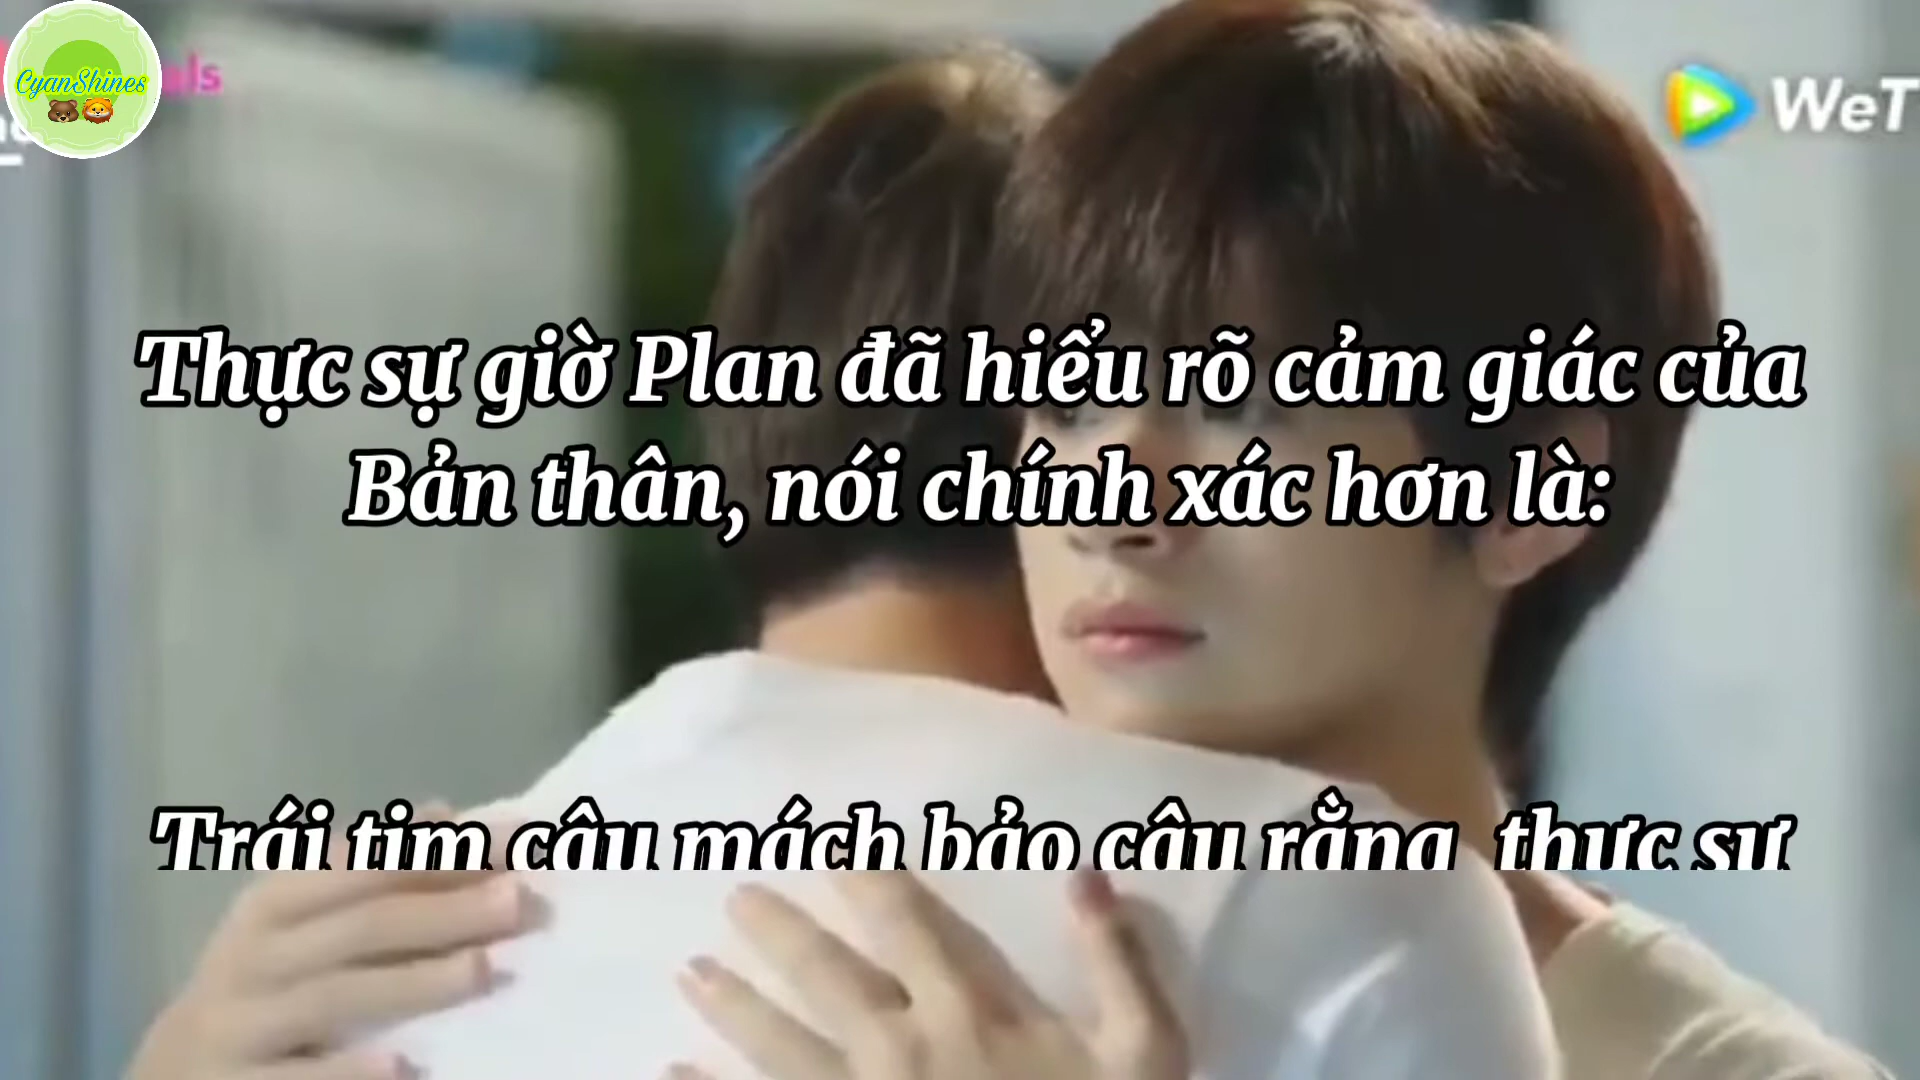 CyanShines
als
WeT
Thực sự giờ Plan đã hiểu rõ cảm giác của
Bản thân, nói chính xác hơn là:
Trái tim cậu mách bảo cậu rằng, thực sự